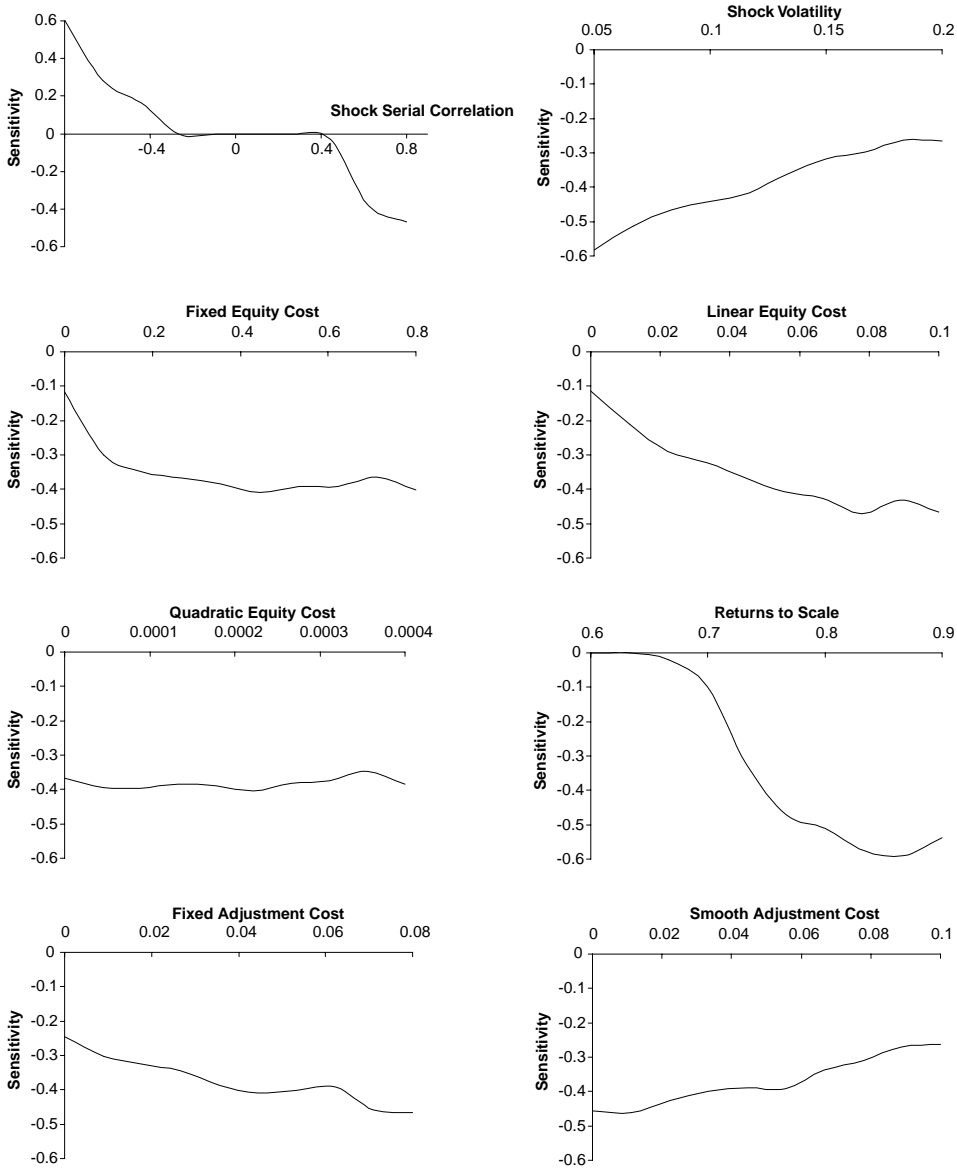 0.6
0.4
0.2
0
-0.2
-0.4
-0.6
Sensitivity
Shock Serial Correlation
-0.4 0 0.4 0.8
Shock Volatility
0.05 0.1 0.15 0.2
0
-0.1
-0.2
-0.3
-0.4
-0.5
-0.6
Sensitivity
Fixed Equity Cost
0 0.2 0.4 0.6 0.8
0
-0.1
-0.2
-0.3
-0.4
-0.5
-0.6
Sensitivity
Linear Equity Cost
0 0.02 0.04 0.06 0.08 0.1
0
-0.1
-0.2
-0.3
-0.4
-0.5
-0.6
Sensitivity
Quadratic Equity Cost
0 0.0001 0.0002 0.0003 0.0004
0
-0.1
-0.2
-0.3
-0.4
-0.5
-0.6
Sensitivity
Returns to Scale
0.6 0.7 0.8 0.9
0
-0.1
-0.2
-0.3
-0.4
-0.5
-0.6
Sensitivity
Fixed Adjustment Cost
0 0.02 0.04 0.06 0.08
0
-0.1
-0.2
-0.3
-0.4
-0.5
-0.6
Sensitivity
Smooth Adjustment Cost
0 0.02 0.04 0.06 0.08 0.1
0
-0.1
-0.2
-0.3
-0.4
-0.5
-0.6
Sensitivity